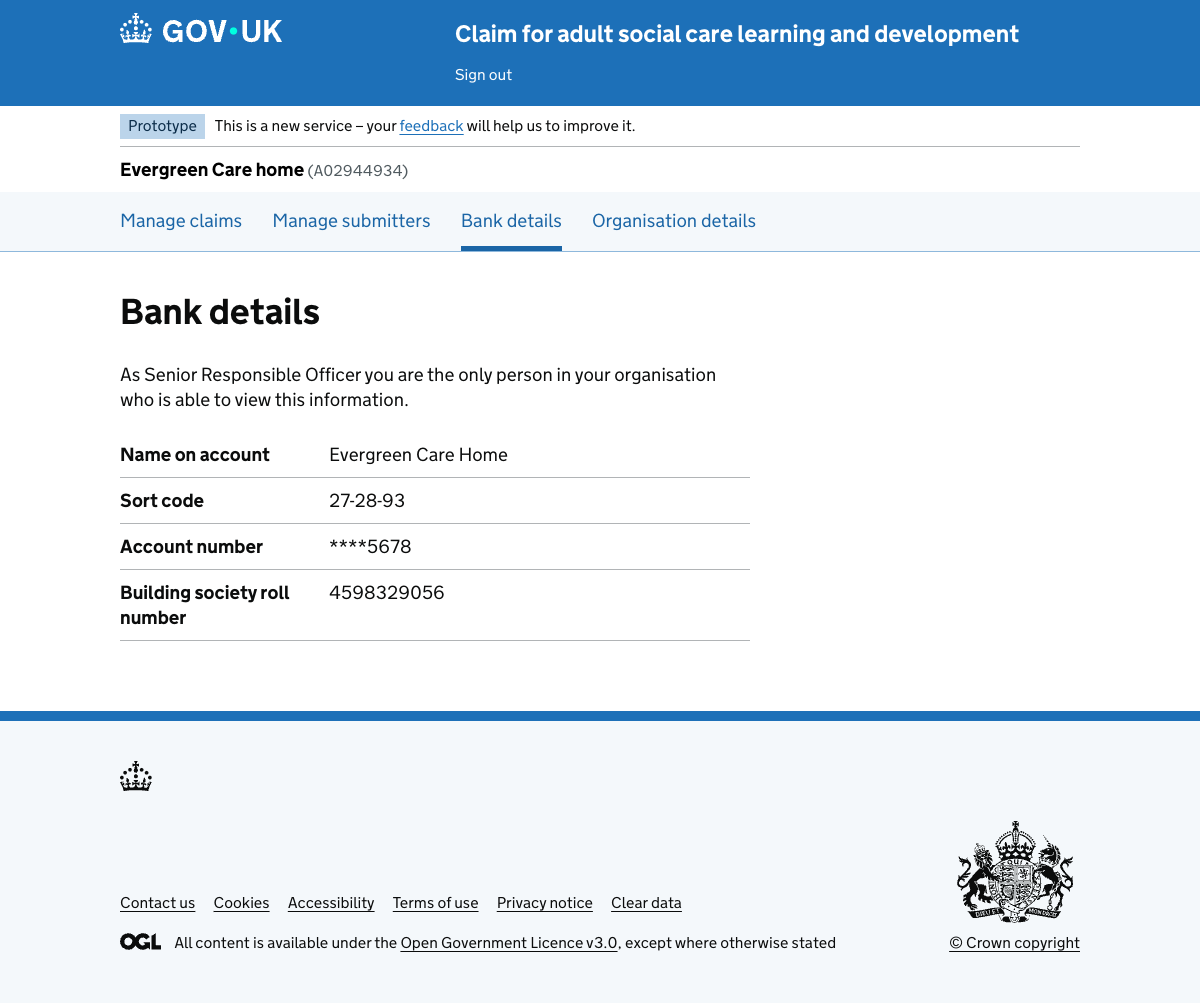 GOV·UK
Claim for adult social care learning and development
Sign out
Prototype This is a new service – your feedback will help us to improve it.
Evergreen Care home (A02944934)
Manage claims Manage submitters Bank details Organisation details
Bank details
As Senior Responsible Officer you are the only person in your organisation
who is able to view this information.
Name on account Evergreen Care Home
Sort code 27-28-93
Account number ****5678
Building society roll number 4598329056
Contact us Cookies Accessibility Terms of use Privacy notice Clear data
OGL All content is available under the Open Government Licence v3.0, except where otherwise stated
DIEU ET MON DROIT
© Crown copyright